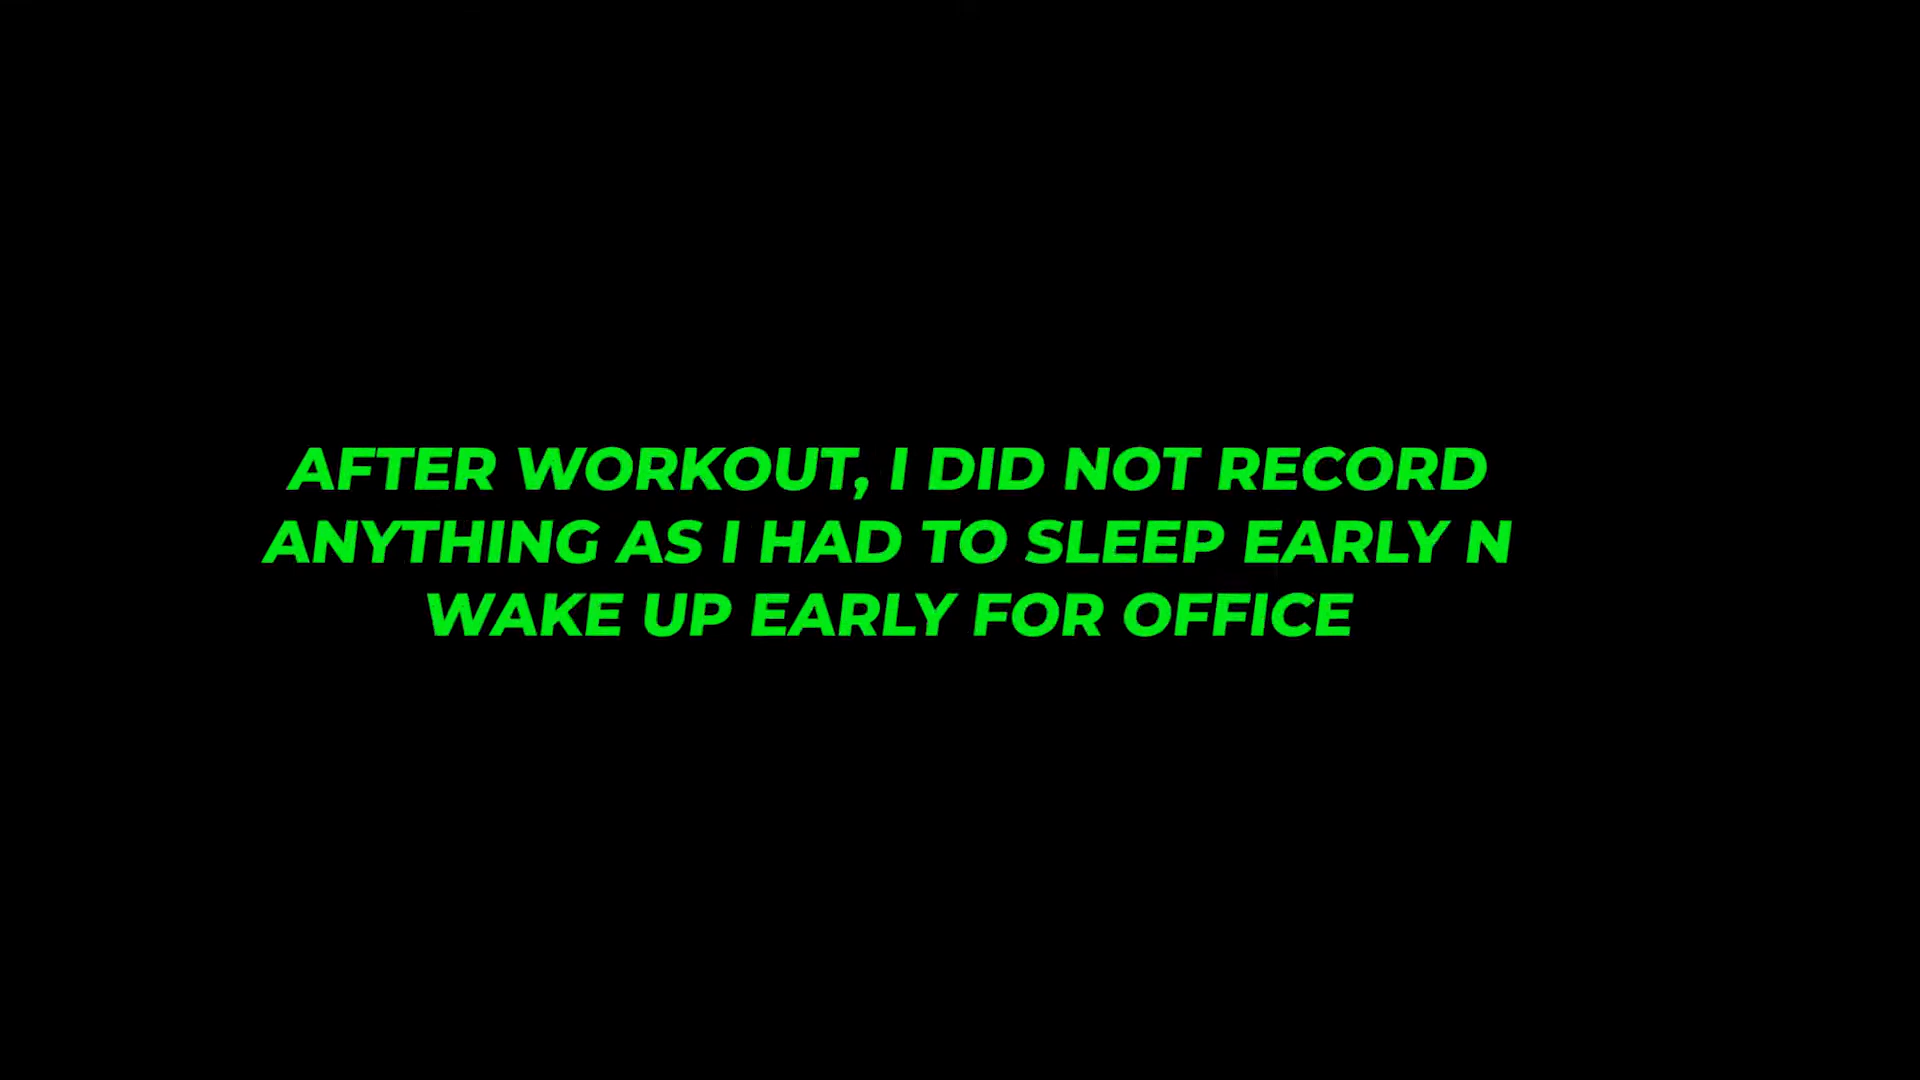 AFTER WORKOUT, I DID NOT RECORD
ANYTHING AS I HAD TO SLEEP EARLY N
WAKE UP EARLY FOR OFFICE